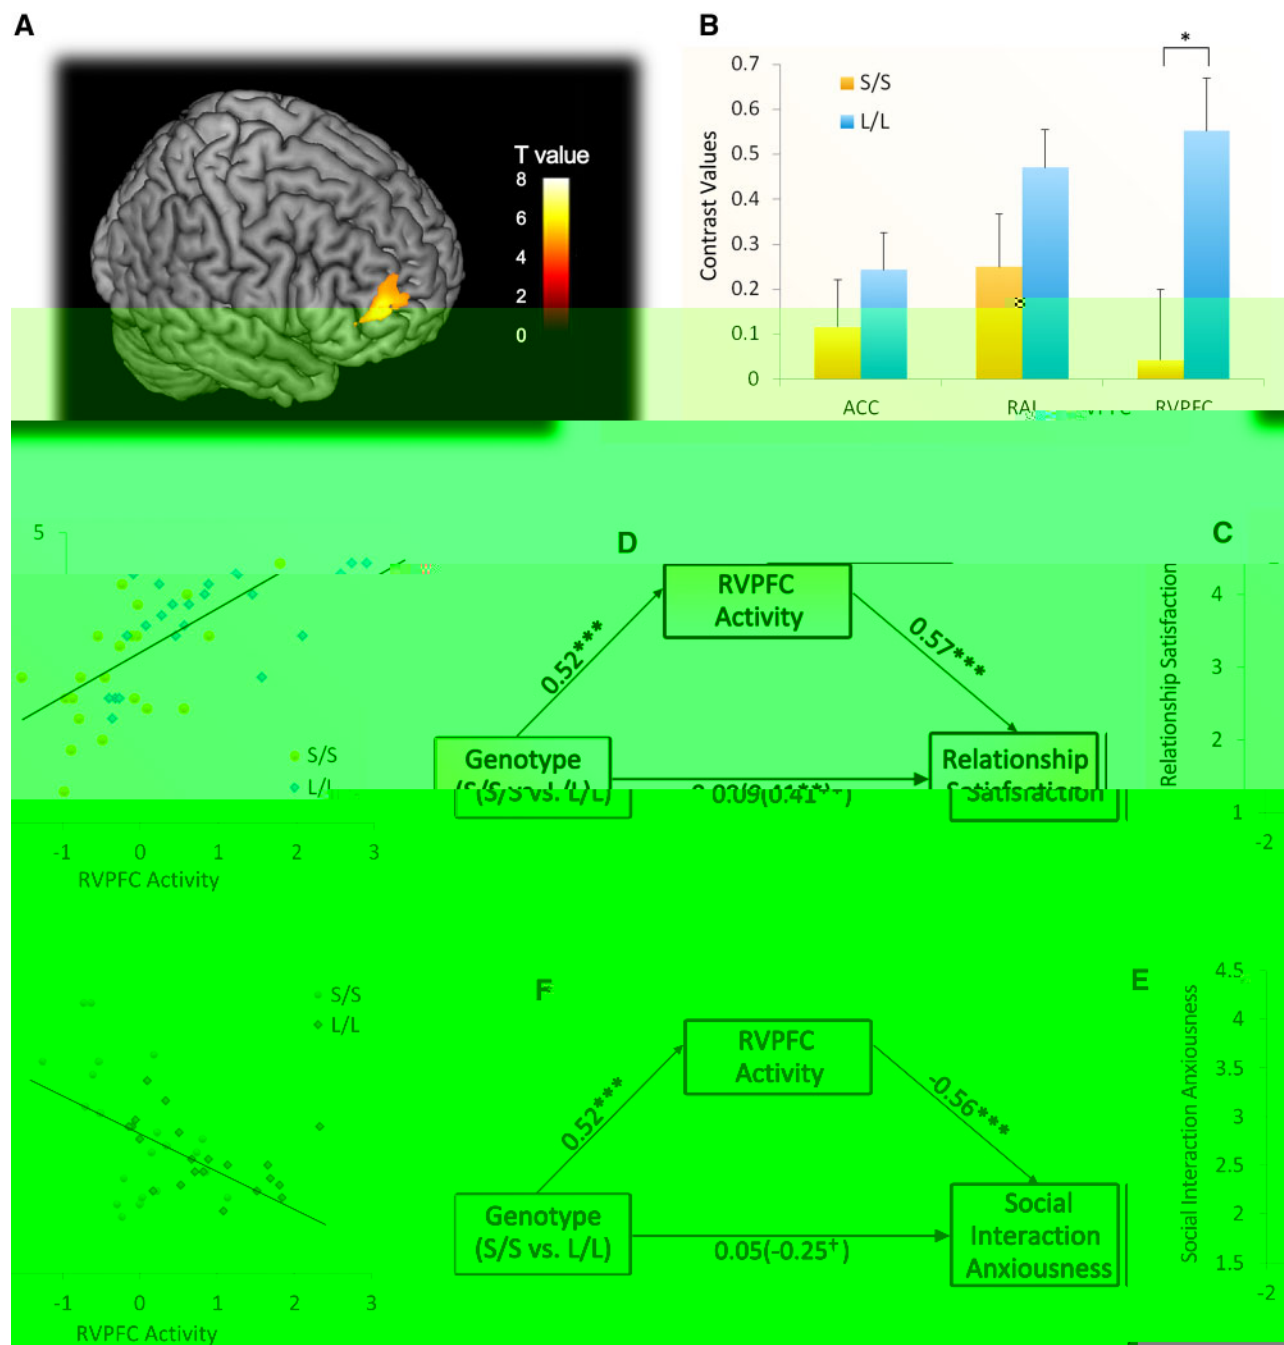 A
T value
8
6
4
2
0
B
*
0.7
0.6
0.5
0.4
0.3
0.2
0.1
0
Contrast Values
S/S
L/L
ACC
RAI
RVPFC
5
D
C
RVPFC
Activity
0.52***
0.57***
Genotype
(S/S vs. L/L)
Relationship
Satisfaction
S/S
L/L
4
3
2
1
-2
Relationship Satisfaction
-1 0 1 2 3
RVPFC Activity
S/S
L/L
F
E
RVPFC
Activity
0.52***
-0.56***
Genotype
(S/S vs. L/L)
0.05(-0.25+)
Social
Interaction
Anxiousness
4.5
4
3.5
3
2.5
2
1.5
-2
Social Interaction Anxiousness
-1 0 1 2 3
RVPFC Activity